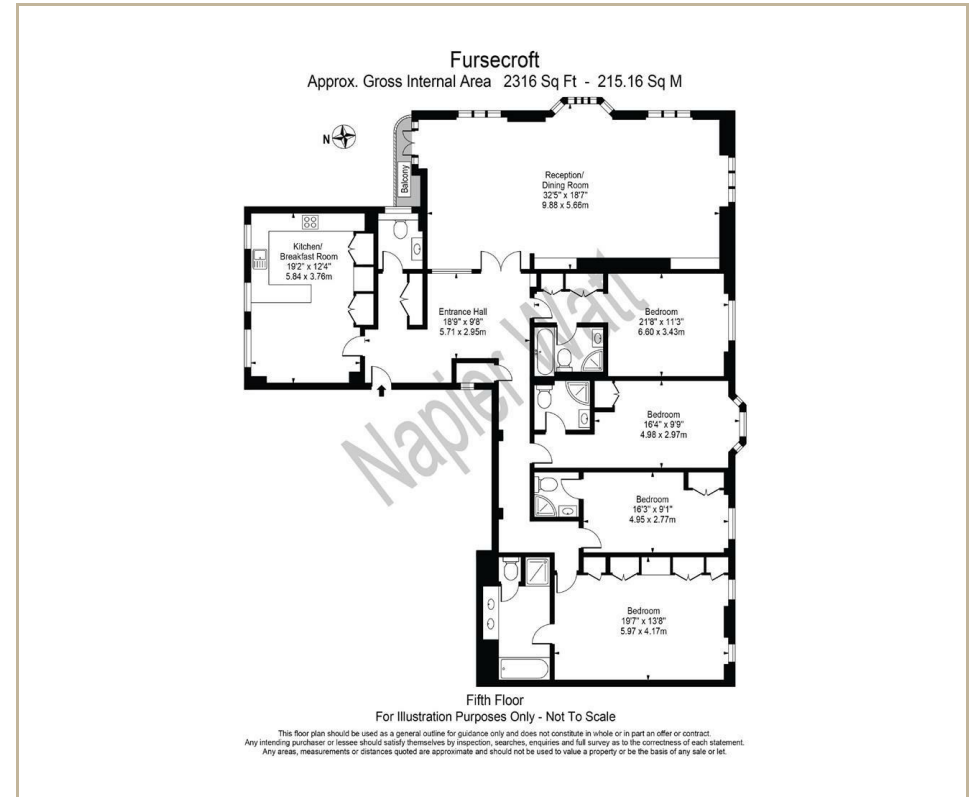 Fursecroft
Approx. Gross Internal Area 2316 Sq Ft - 215.16 Sq M
N
Balcony
Reception/
Dining Room
32'5" x 18'7"
9.88 x 5.66m
Kitchen/
Breakfast Room
19'2" x 12'4"
5.84 x 3.76m
Entrance Hall
18'9" x 9'8"
5.71 x 2.95m
Bedroom
21'8" x 11'3"
6.60 x 3.43m
Bedroom
16'4" x 9'9"
4.98 x 2.97m
Bedroom
16'3" x 9'1"
4.95 x 2.77m
Bedroom
19'7" x 13'8"
5.97 x 4.17m
Napier Watt
Fifth Floor
For Illustration Purposes Only - Not To Scale
This floor plan should be used as a general outline for guidance only and does not constitute in whole or in part an offer or contract.
Any intending purchaser or lessee should satisfy themselves by inspection, searches, enquiries and full survey as to the correctness of each statement.
Any areas, measurements or distances quoted are approximate and should not be used to value a property or be the basis of any sale or let.